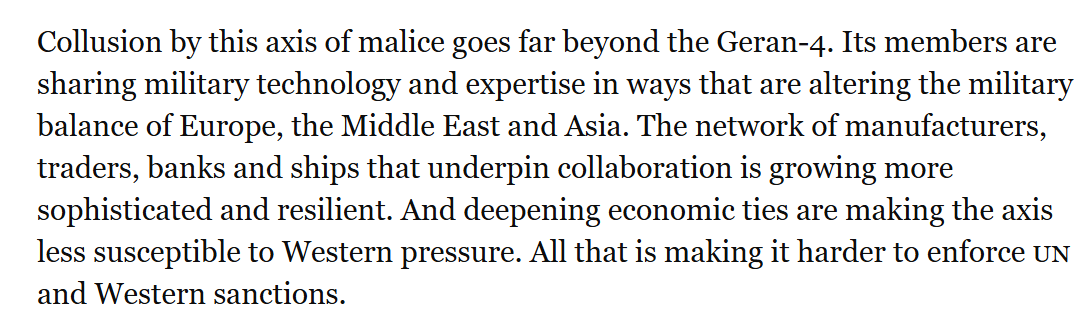 Collusion by this axis of malice goes far beyond the Geran-4. Its members are
sharing military technology and expertise in ways that are altering the military
balance of Europe, the Middle East and Asia. The network of manufacturers,
traders, banks and ships that underpin collaboration is growing more
sophisticated and resilient. And deepening economic ties are making the axis
less susceptible to Western pressure. All that is making it harder to enforce UN
and Western sanctions.